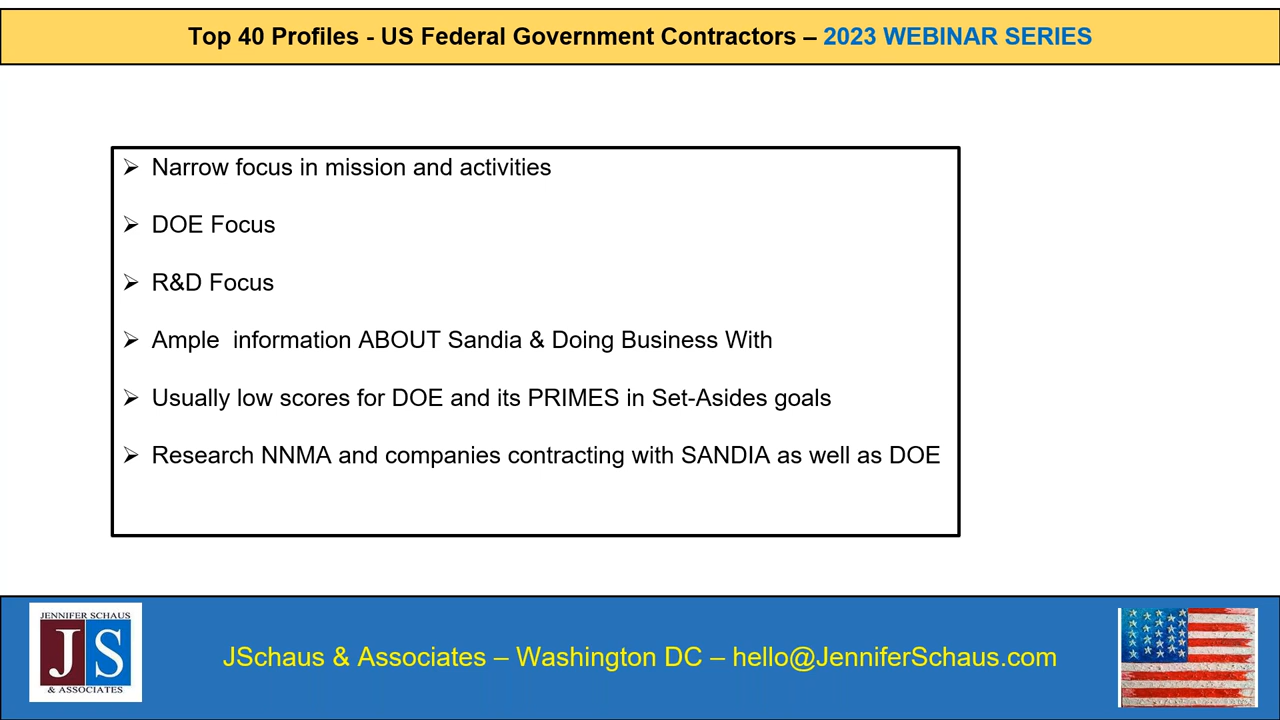 Top 40 Profiles - US Federal Government Contractors – 2023 WEBINAR SERIES
➢ Narrow focus in mission and activities
➢ DOE Focus
➢ R&D Focus
➢ Ample  information ABOUT Sandia & Doing Business With
➢ Usually low scores for DOE and its PRIMES in Set-Asides goals
➢ Research NNMA and companies contracting with SANDIA as well as DOE
JENNIFER SCHAUS
JS
& ASSOCIATES
JSchaus & Associates – Washington DC – hello@JenniferSchaus.com